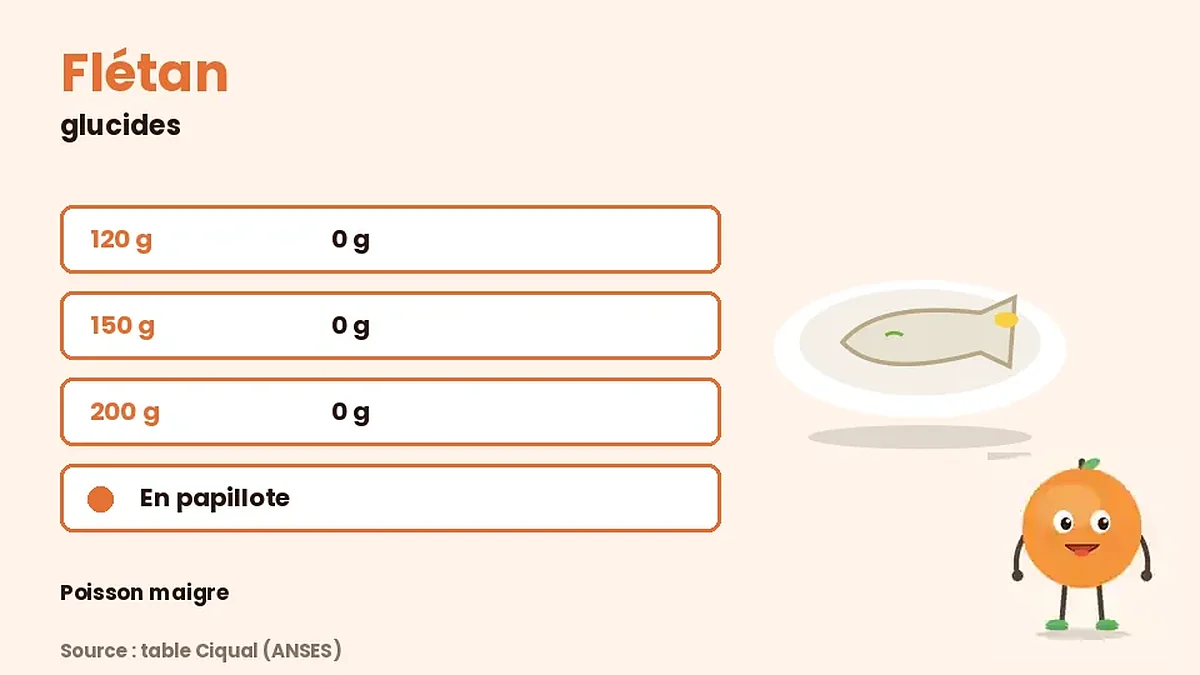 Flétan
glucides
120 g 0 g
150 g 0 g
200 g 0 g
En papillote
Poisson maigre
Source : table Ciqual (ANSES)